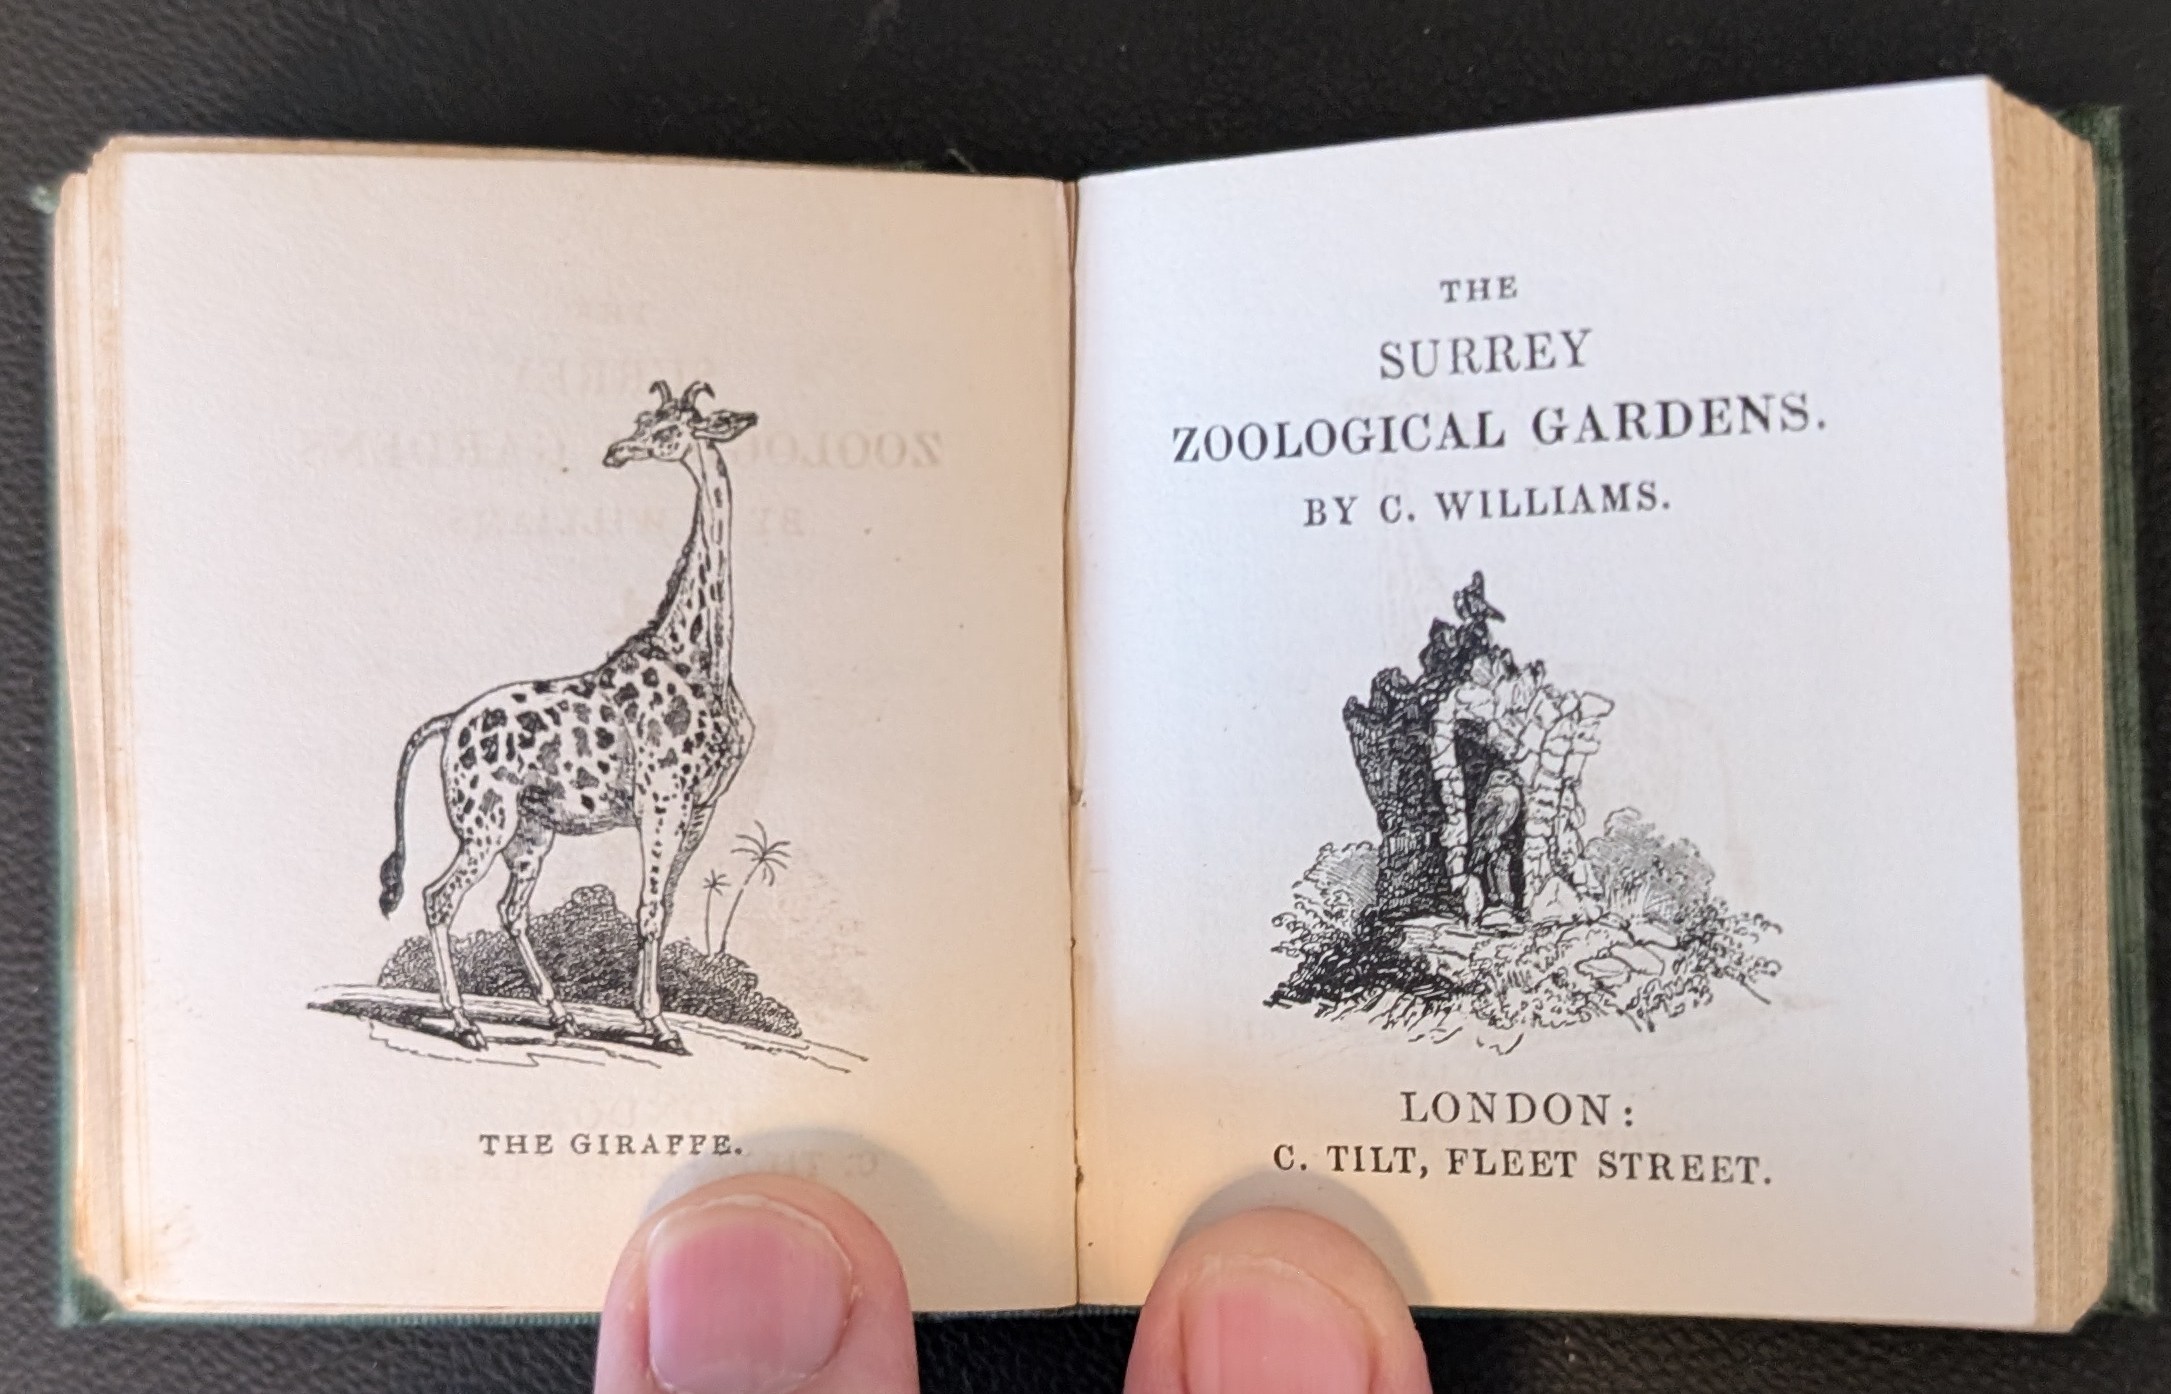 THE GIRAFFE.
THE
SURREY
ZOOLOGICAL GARDENS.
BY C. WILLIAMS.
LONDON:
C. TILT, FLEET STREET.